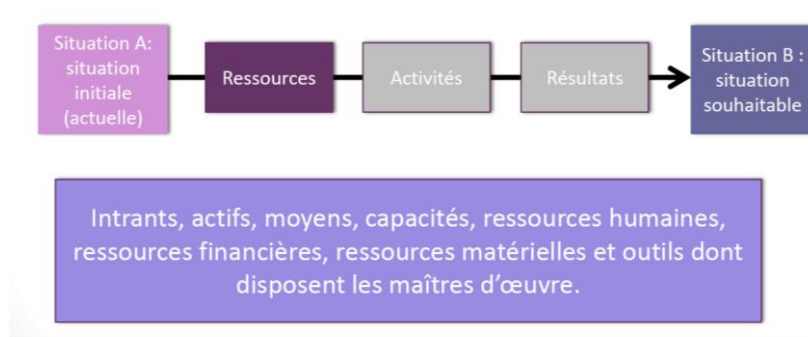 Situation A:
situation
initiale
(actuelle)
Ressources
Activités
Résultats
Situation B :
situation
souhaitable
Intrants, actifs, moyens, capacités, ressources humaines,
ressources financières, ressources matérielles et outils dont
disposent les maîtres d’œuvre.